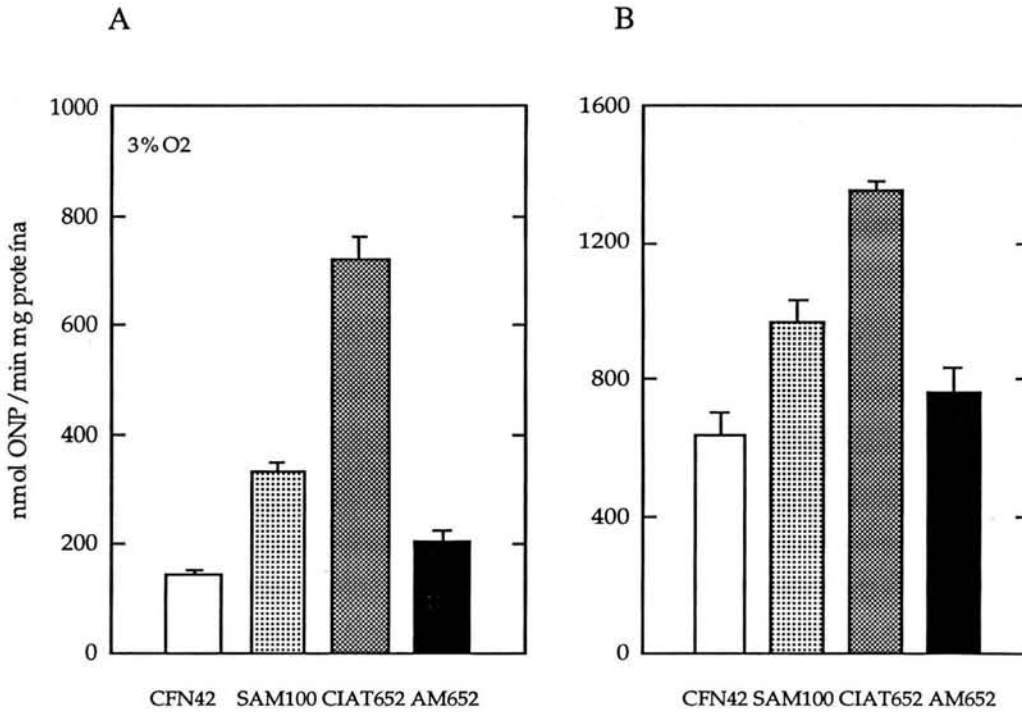 A
B
1000
800
600
400
200
0
3% O2
nmol ONP/min mg proteína
CFN42 SAM100 CIAT652 AM652
1600
1200
800
400
0
CFN42 SAM100 CIAT652 AM652